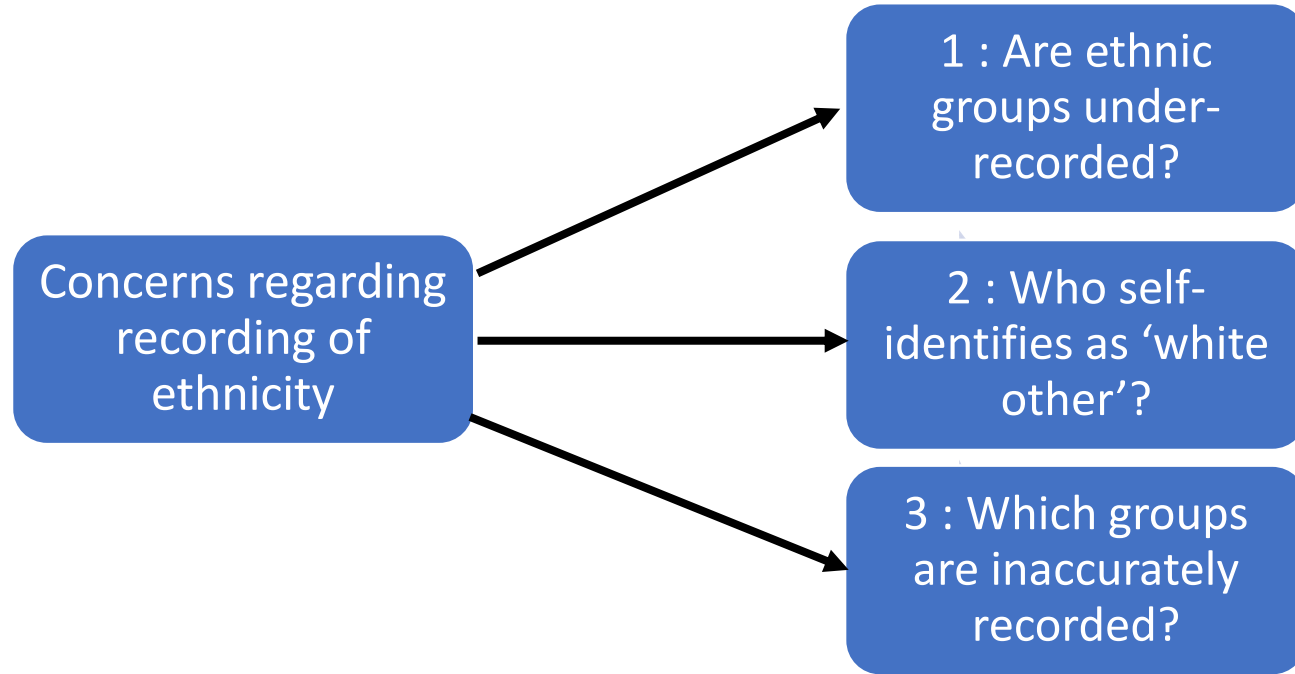 Concerns regarding
recording of
ethnicity
1 : Are ethnic
groups under-
recorded?
2 : Who self-
identifies as ‘white
other’?
3 : Which groups
are inaccurately
recorded?